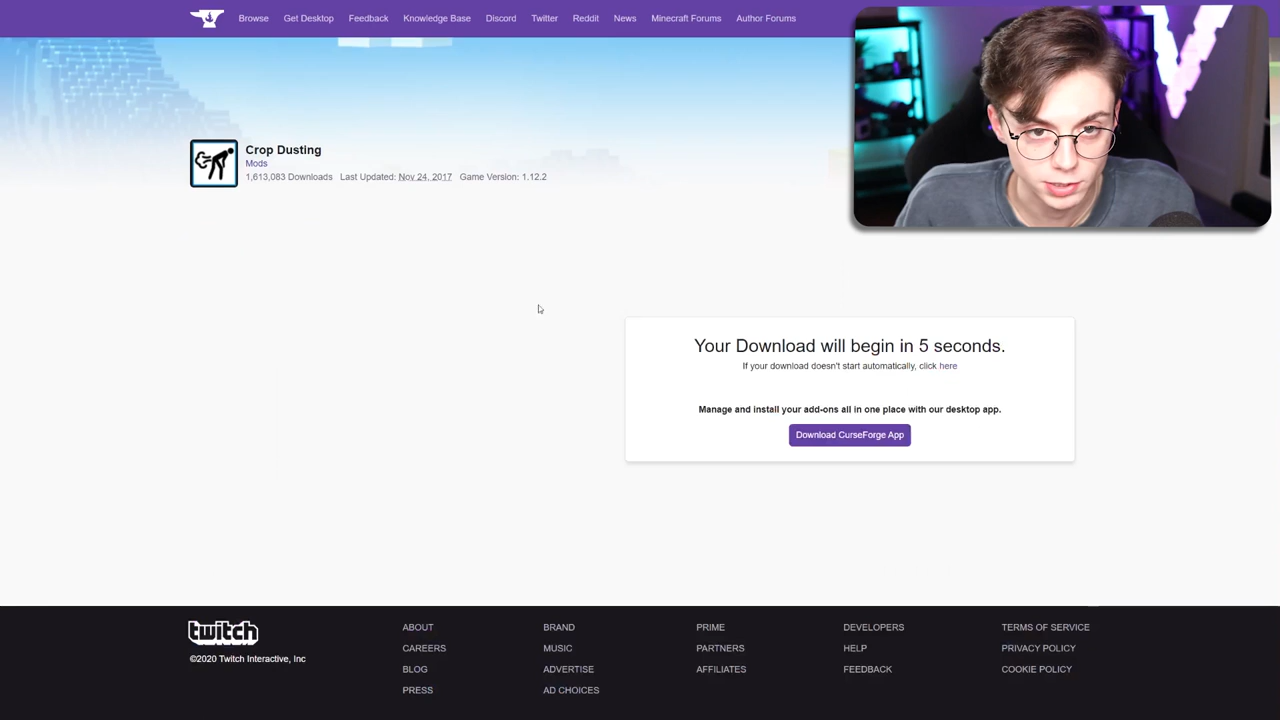 Browse Get Desktop Feedback Knowledge Base Discord Twitter Reddit News Minecraft Forums Author Forums
Crop Dusting
Mods
1,613,083 Downloads Last Updated: Nov 24, 2017 Game Version: 1.12.2
Your Download will begin in 5 seconds.
If your download doesn't start automatically, click here
Manage and install your add-ons all in one place with our desktop app.
Download CurseForge App
twitch
©2020 Twitch Interactive, Inc
ABOUT
CAREERS
BLOG
PRESS
BRAND
MUSIC
ADVERTISE
AD CHOICES
PRIME
PARTNERS
AFFILIATES
DEVELOPERS
HELP
FEEDBACK
TERMS OF SERVICE
PRIVACY POLICY
COOKIE POLICY